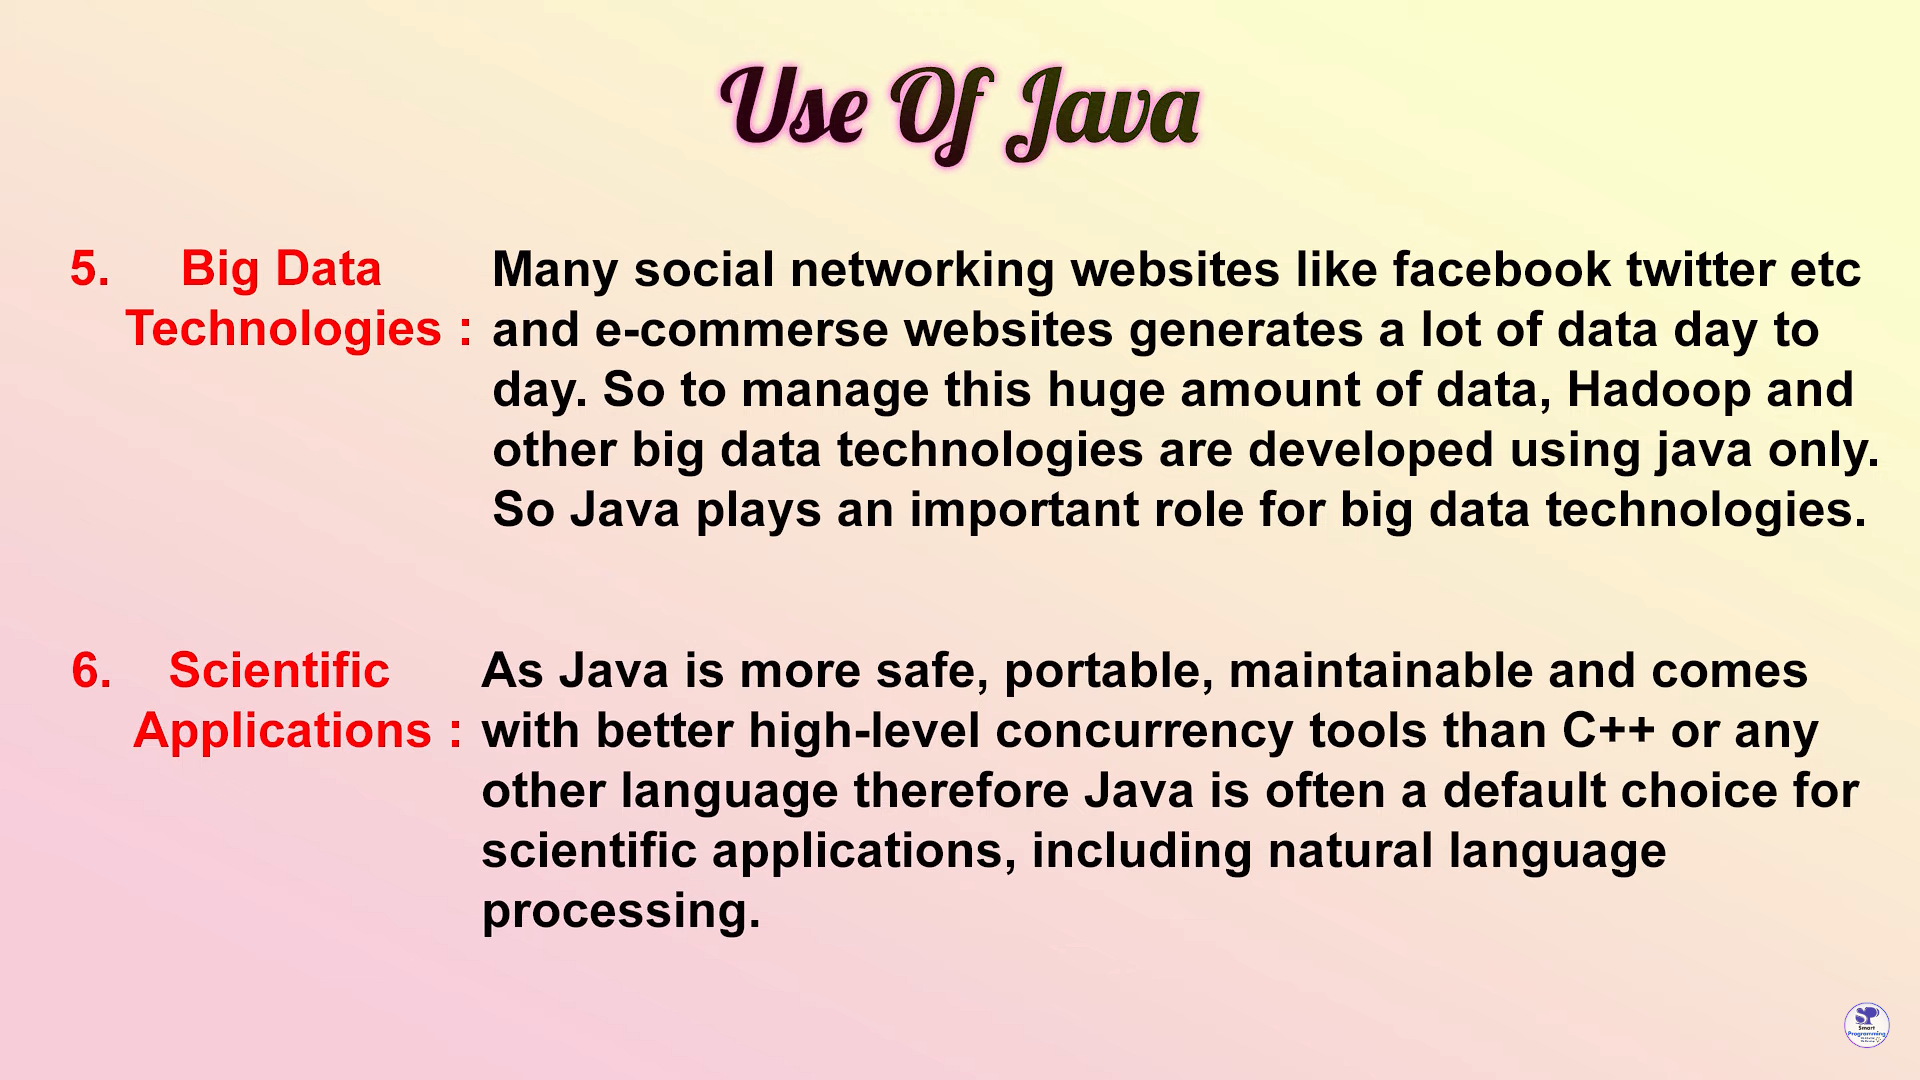 Use Of Java
5. Big Data Technologies :
Many social networking websites like facebook twitter etc
and e-commerse websites generates a lot of data day to
day. So to manage this huge amount of data, Hadoop and
other big data technologies are developed using java only.
So Java plays an important role for big data technologies.
6. Scientific Applications :
As Java is more safe, portable, maintainable and comes
with better high-level concurrency tools than C++ or any
other language therefore Java is often a default choice for
scientific applications, including natural language
processing.
SP
Smart
Programming